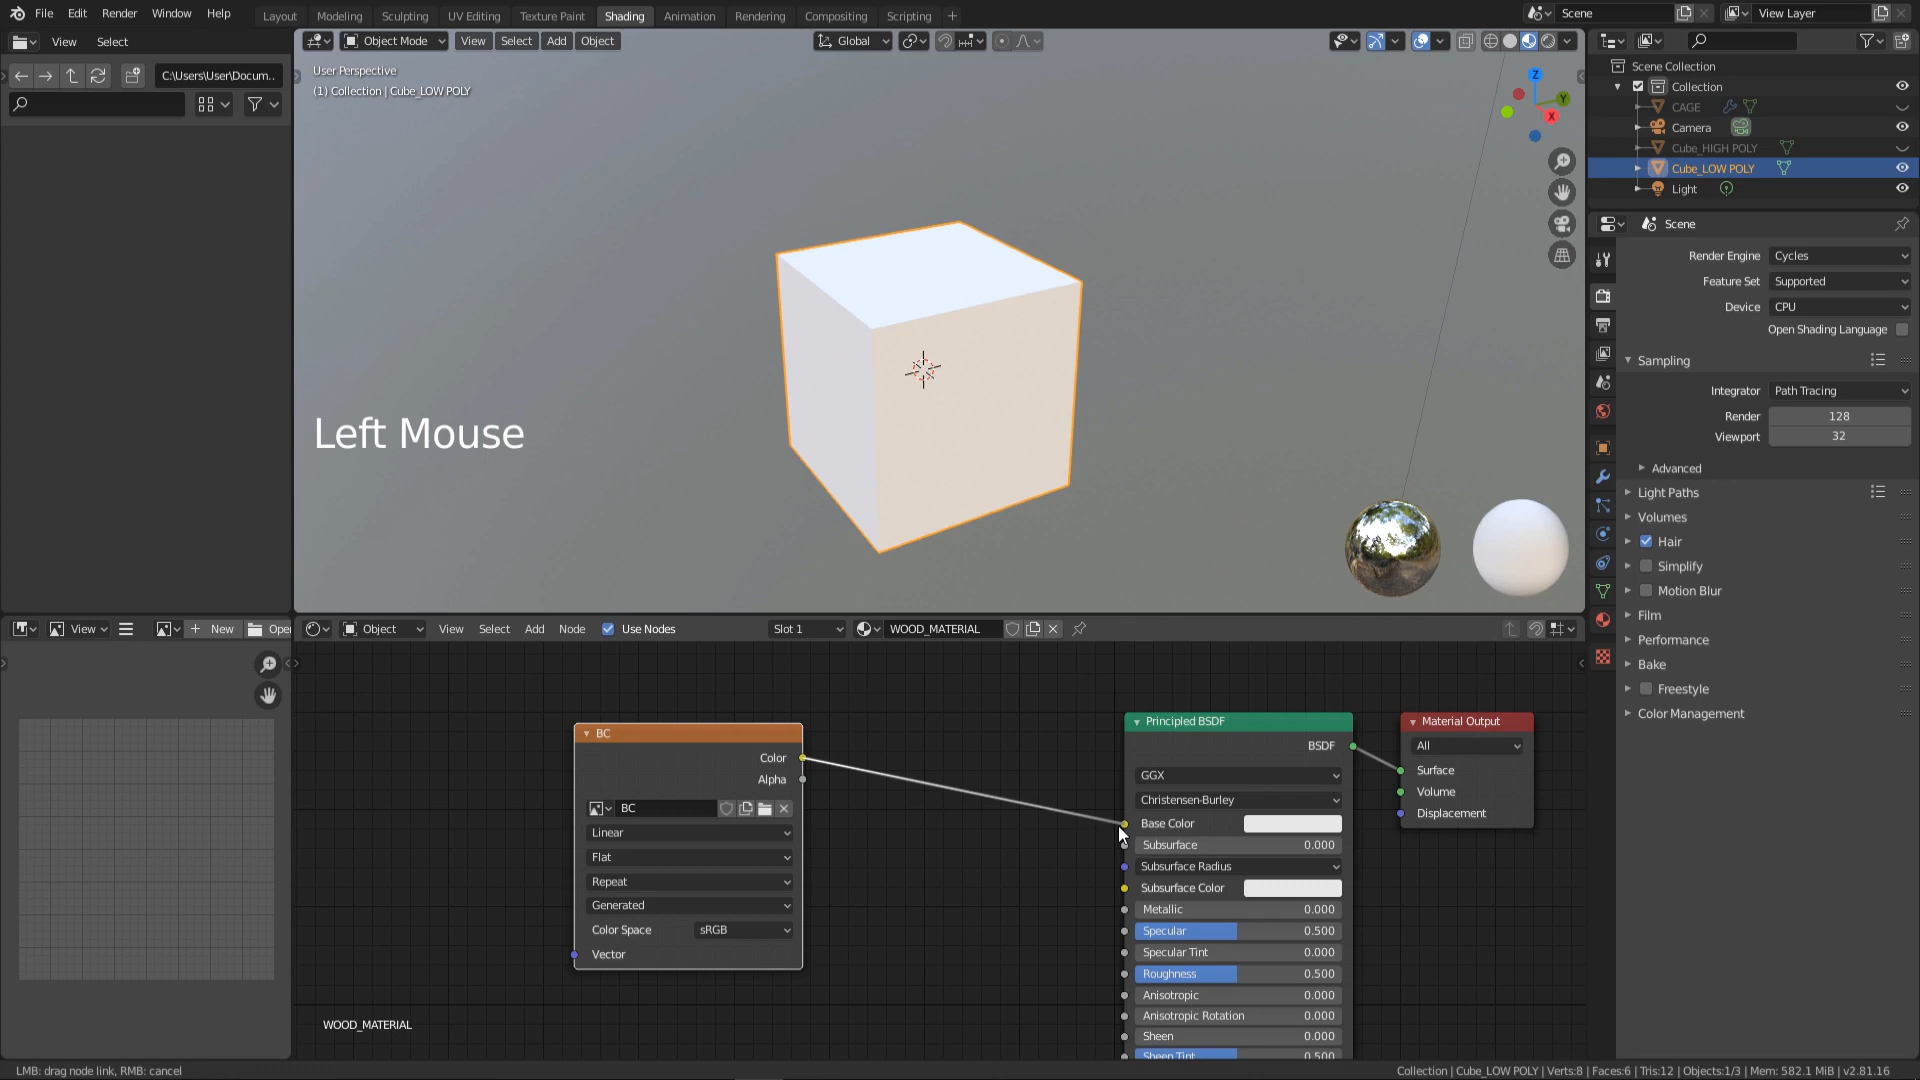 File Edit Render Window Help
Layout Modeling Sculpting UV Editing Texture Paint Shading Animation Rendering Compositing Scripting +
Scene
View Layer
View Select
C:\Users\User\Docum..
Object Mode View Select Add Object
Global
User Perspective
(1) Collection | Cube_LOW POLY
Z
Y
X
Left Mouse
Scene Collection
Collection
CAGE
Camera
Cube_HIGH POLY
Cube_LOW POLY
Light
Scene
Render Engine Cycles
Feature Set Supported
Device CPU
Open Shading Language
Sampling
Integrator Path Tracing
Render 128
Viewport 32
Advanced
Light Paths
Volumes
Hair
Simplify
Motion Blur
Film
Performance
Bake
Freestyle
Color Management
View + New Oper
Object View Select Add Node Use Nodes Slot 1 WOOD_MATERIAL
BC
Color
Alpha
BC
Linear
Flat
Repeat
Generated
Color Space sRGB
Vector
Principled BSDF
BSDF
GGX
Christensen-Burley
Base Color
Subsurface 0.000
Subsurface Radius
Subsurface Color
Metallic 0.000
Specular 0.500
Specular Tint 0.000
Roughness 0.500
Anisotropic 0.000
Anisotropic Rotation 0.000
Sheen 0.000
Sheen Tint 0.500
Material Output
All
Surface
Volume
Displacement
WOOD_MATERIAL
LMB: drag node link, RMB: cancel
Collection | Cube_LOW POLY | Verts:8 | Faces:6 | Tris:12 | Objects:1/3 | Mem: 582.1 MiB | v2.81.16